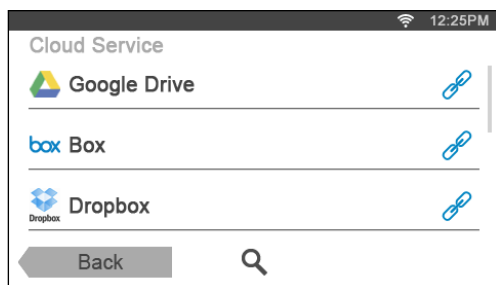 12:25PM
Cloud Service
Google Drive
box Box
Dropbox Dropbox
Back